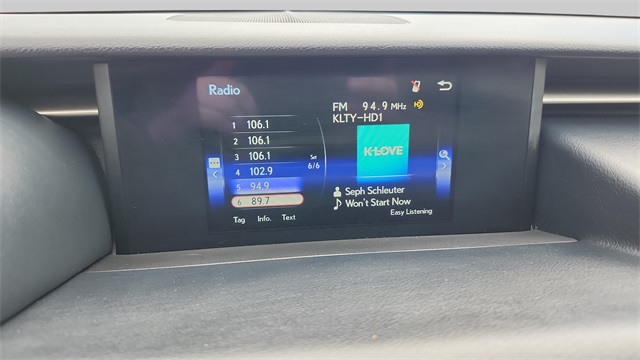 Radio
FM 94.9 MHz
KLTY-HD1
1 106.1
2 106.1
3 106.1
4 102.9
5 94.9
6 89.7
Set
6/6
K-LOVE
Seph Schleuter
Won't Start Now
Easy Listening
Tag Info. Text